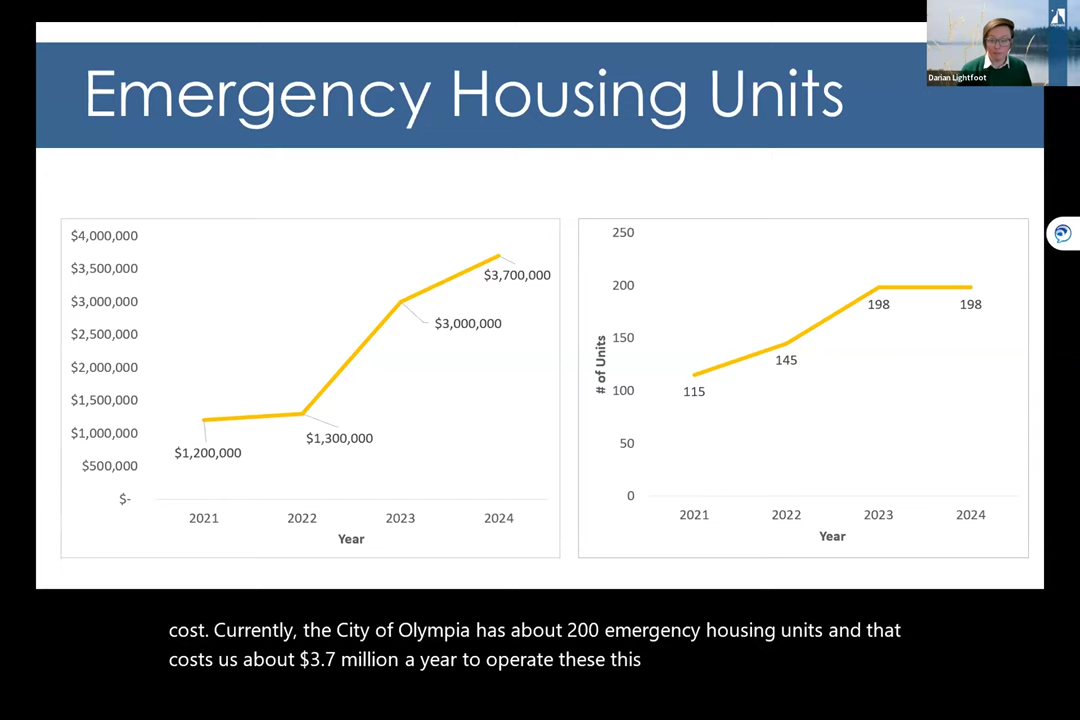 Emergency Housing Units
Darian Lightfoot
Olympia
$4,000,000
$3,500,000
$3,000,000
$2,500,000
$2,000,000
$1,500,000
$1,000,000
$500,000
$-
$1,200,000
$1,300,000
$3,000,000
$3,700,000
2021 2022 2023 2024
Year
250
200
150
100
50
0
# of Units
115
145
198
198
2021 2022 2023 2024
Year
cost. Currently, the City of Olympia has about 200 emergency housing units and that
costs us about $3.7 million a year to operate these this